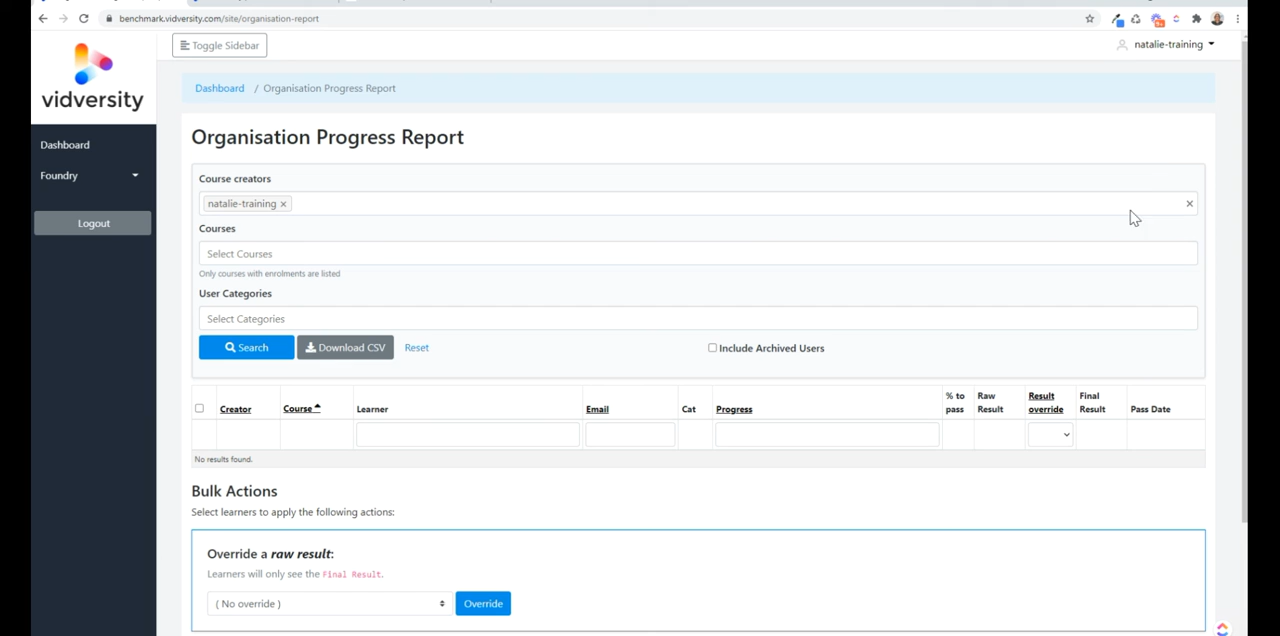 benchmark.vidversity.com/site/organisation-report
vidversity
Toggle Sidebar
natalie-training
Dashboard / Organisation Progress Report
Dashboard
Foundry
Logout
Organisation Progress Report
Course creators
natalie-training ×
×
Courses
Select Courses
Only courses with enrolments are listed
User Categories
Select Categories
Search
Download CSV
Reset
Include Archived Users
Creator
Course
Learner
Email
Cat
Progress
% to pass
Raw Result
Result override
Final Result
Pass Date
No results found.
Bulk Actions
Select learners to apply the following actions:
Override a raw result:
Learners will only see the Final Result.
( No override )
Override